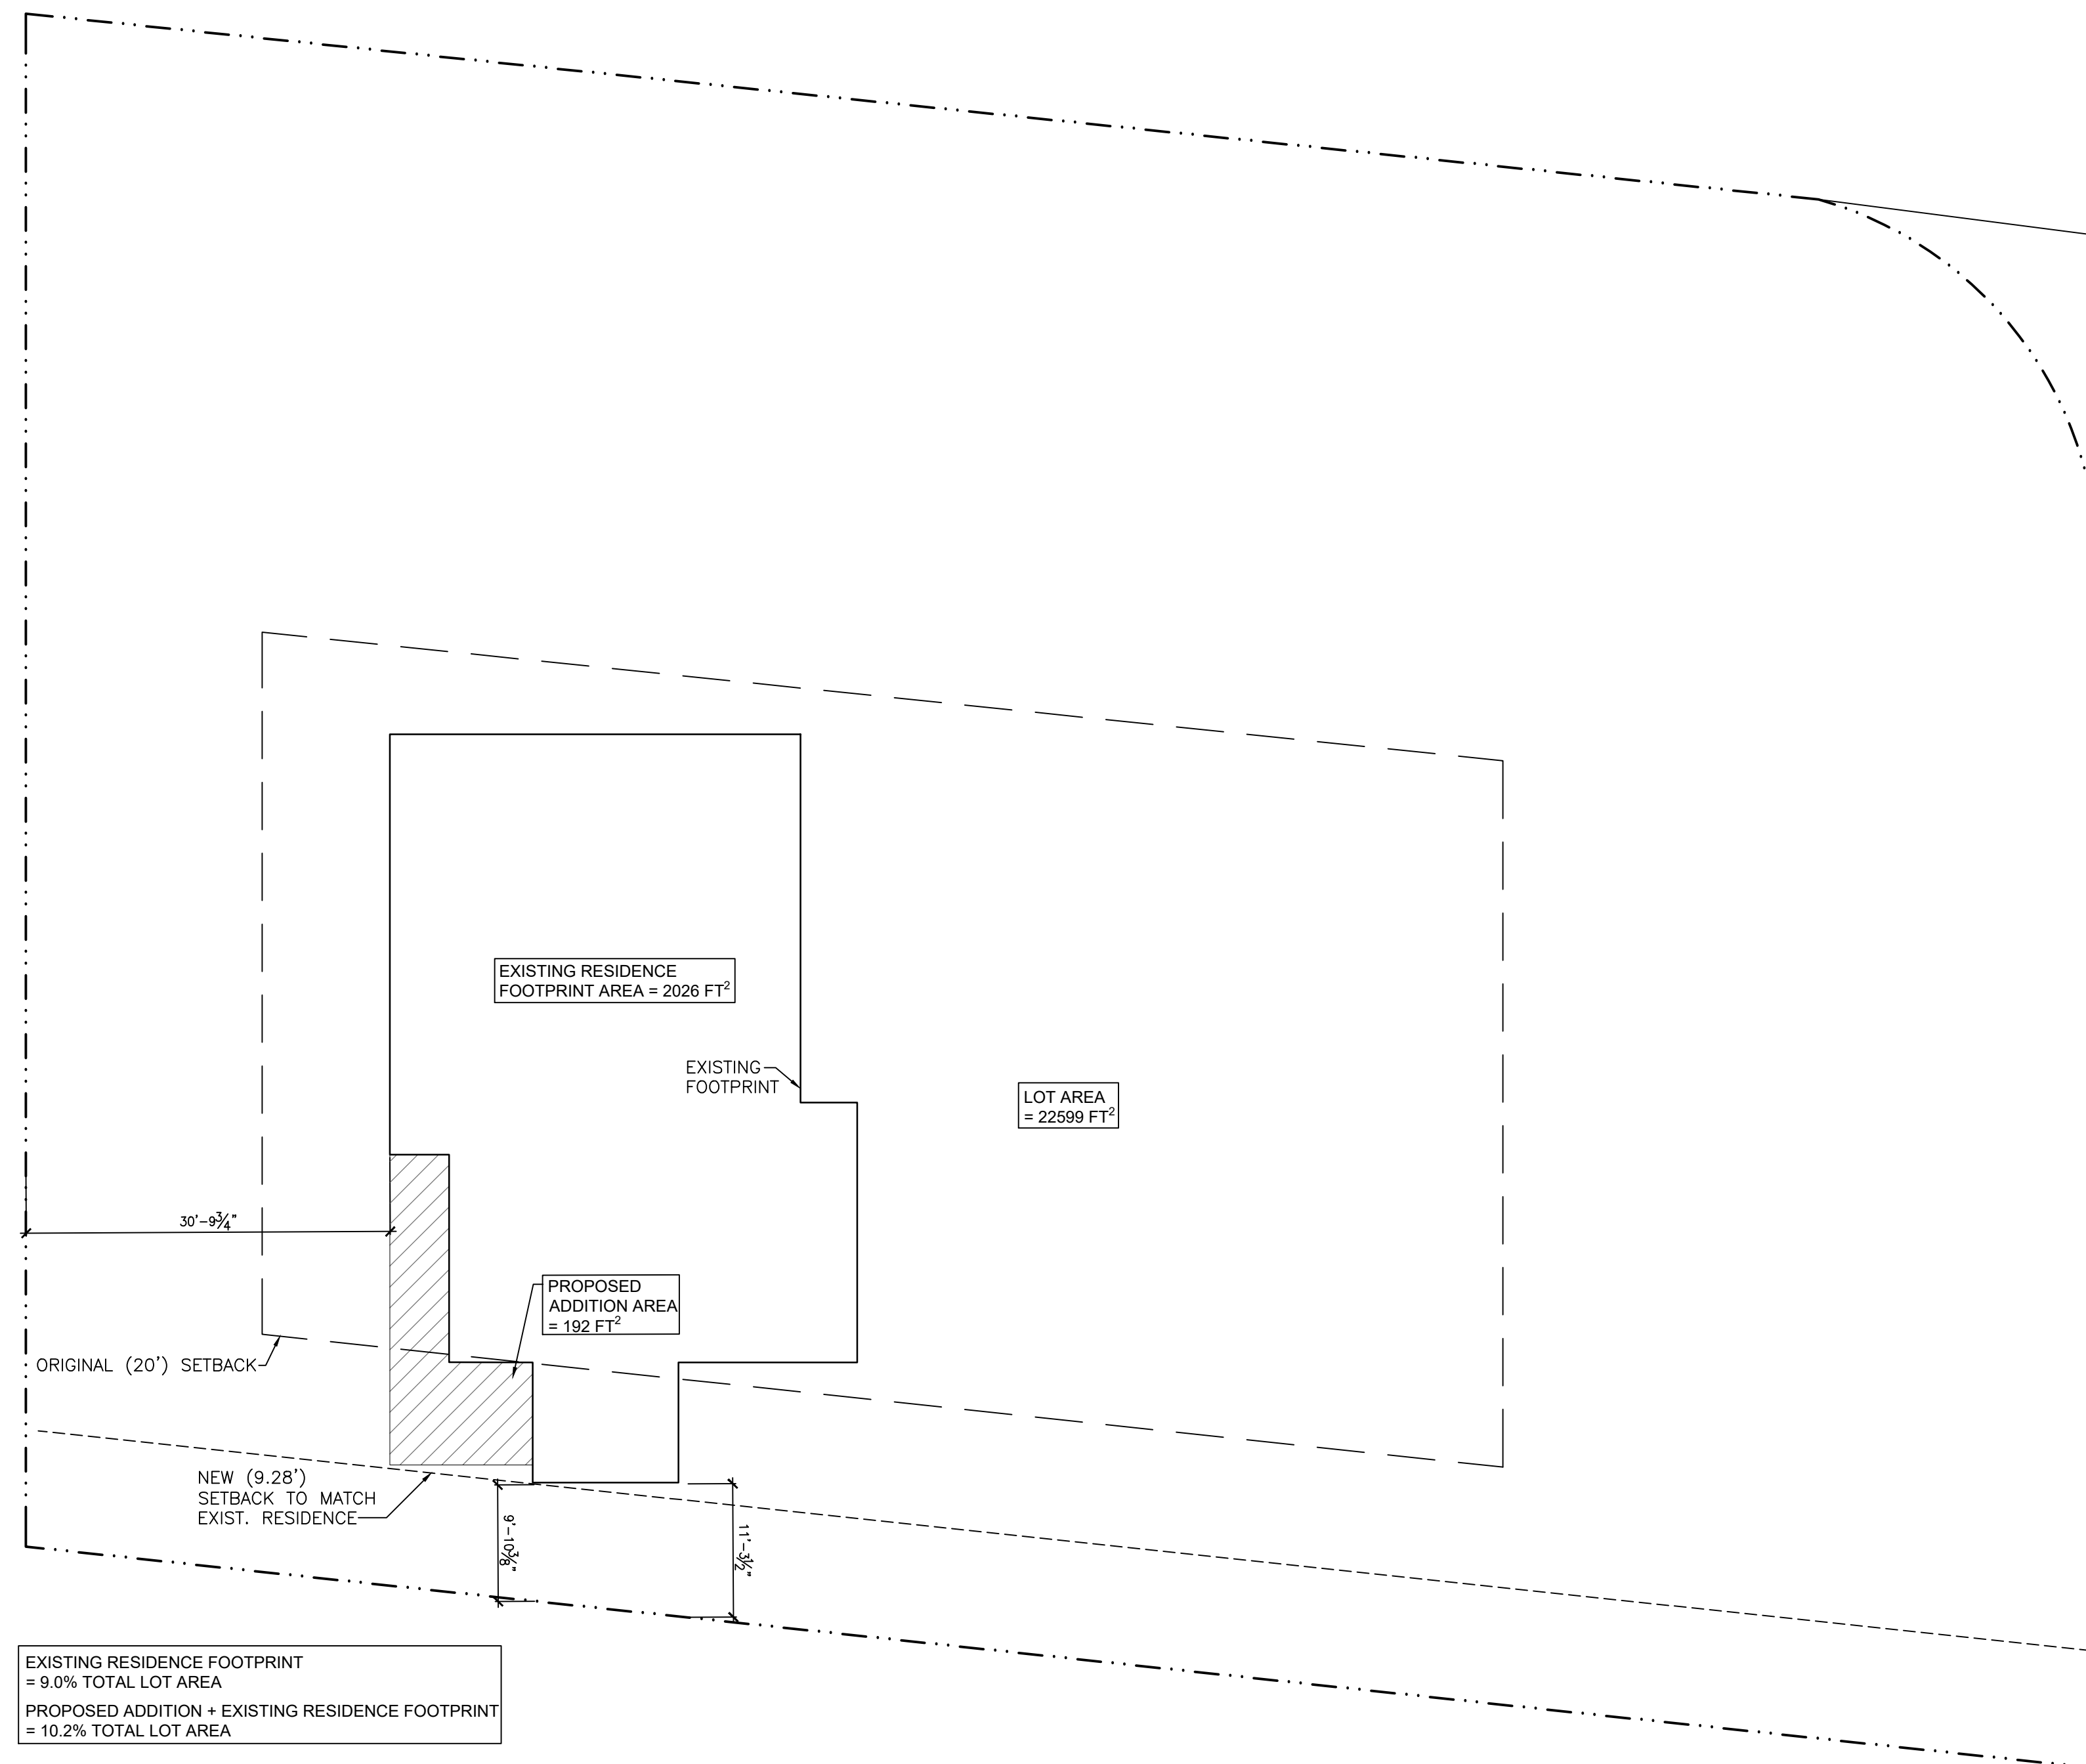 EXISTING RESIDENCE
FOOTPRINT AREA = 2026 FT²
EXISTING
FOOTPRINT
LOT AREA
= 22599 FT²
30'-9¾"
PROPOSED
ADDITION AREA
= 192 FT²
ORIGINAL (20') SETBACK
NEW (9.28')
SETBACK TO MATCH
EXIST. RESIDENCE
9'-10⅜"
11'-3½"
EXISTING RESIDENCE FOOTPRINT
= 9.0% TOTAL LOT AREA
PROPOSED ADDITION + EXISTING RESIDENCE FOOTPRINT
= 10.2% TOTAL LOT AREA